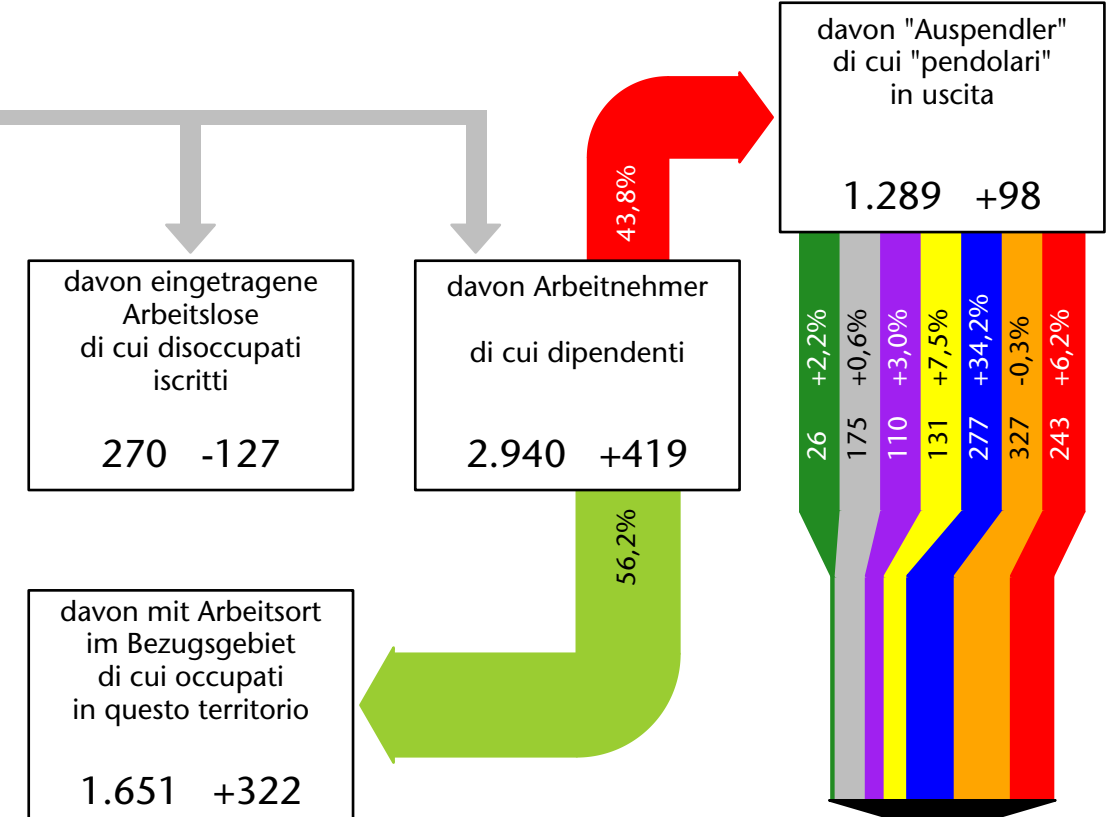 davon "Auspendler"
di cui "pendolari"
in uscita
1.289 +98
43,8%
davon eingetragene
Arbeitslose
di cui disoccupati
iscritti
270 -127
davon Arbeitnehmer
di cui dipendenti
2.940 +419
26 +2,2%
175 +0,6%
110 +3,0%
131 +7,5%
277 +34,2%
327 -0,3%
243 +6,2%
56,2%
davon mit Arbeitsort
im Bezugsgebiet
di cui occupati
in questo territorio
1.651 +322